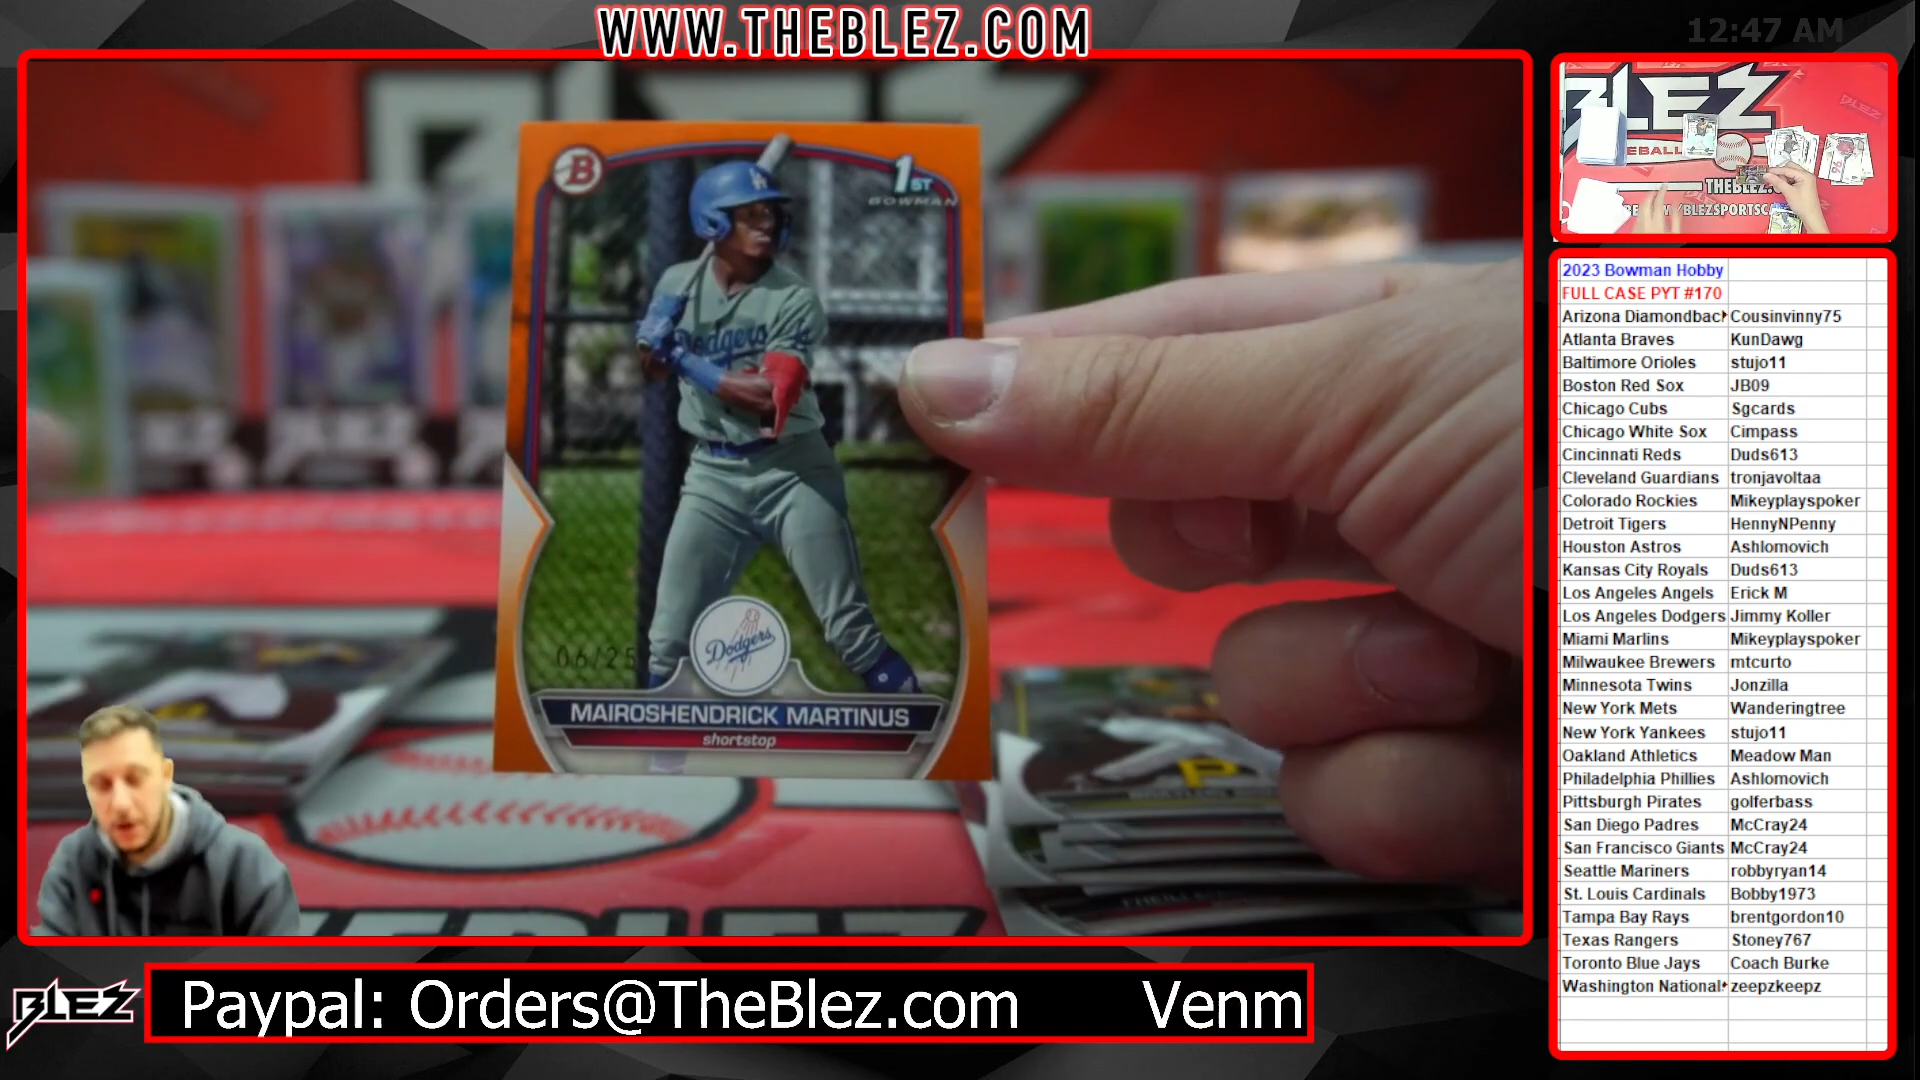 WWW.THEBLEZ.COM
12:47 AM
B
1ST
BOWMAN
LA
Dodgers
06/25
Dodgers
MAIROSHENDRICK MARTINUS
shortstop
BLEZ
EBALL
THEBLEZ.
/BLEZSPORTSC
2023 Bowman Hobby
FULL CASE PYT #170
Arizona Diamondbac Cousinvinny75
Atlanta Braves KunDawg
Baltimore Orioles stujo11
Boston Red Sox JB09
Chicago Cubs Sgcards
Chicago White Sox Cimpass
Cincinnati Reds Duds613
Cleveland Guardians tronjavoltaa
Colorado Rockies Mikeyplayspoker
Detroit Tigers HennyNPenny
Houston Astros Ashlomovich
Kansas City Royals Duds613
Los Angeles Angels Erick M
Los Angeles Dodgers Jimmy Koller
Miami Marlins Mikeyplayspoker
Milwaukee Brewers mtcurto
Minnesota Twins Jonzilla
New York Mets Wanderingtree
New York Yankees stujo11
Oakland Athletics Meadow Man
Philadelphia Phillies Ashlomovich
Pittsburgh Pirates golferbass
San Diego Padres McCray24
San Francisco Giants McCray24
Seattle Mariners robbyryan14
St. Louis Cardinals Bobby1973
Tampa Bay Rays brentgordon10
Texas Rangers Stoney767
Toronto Blue Jays Coach Burke
Washington National zeepzkeepz
BLEZ
Paypal: Orders@TheBlez.com Venm